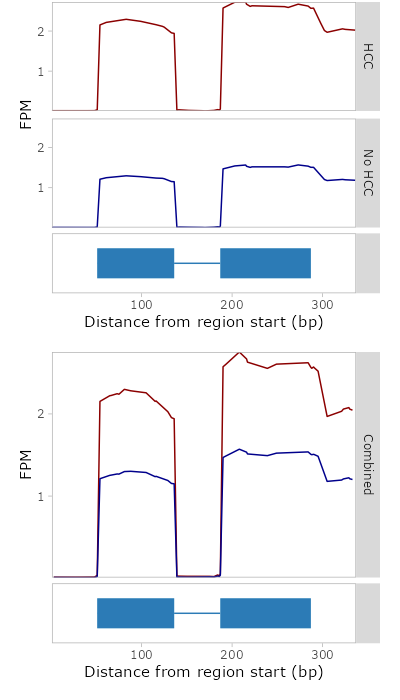 2
1
HCC
FPM
2
1
No HCC
100
200
300
Distance from region start (bp)
2
1
FPM
Combined
100
200
300
Distance from region start (bp)